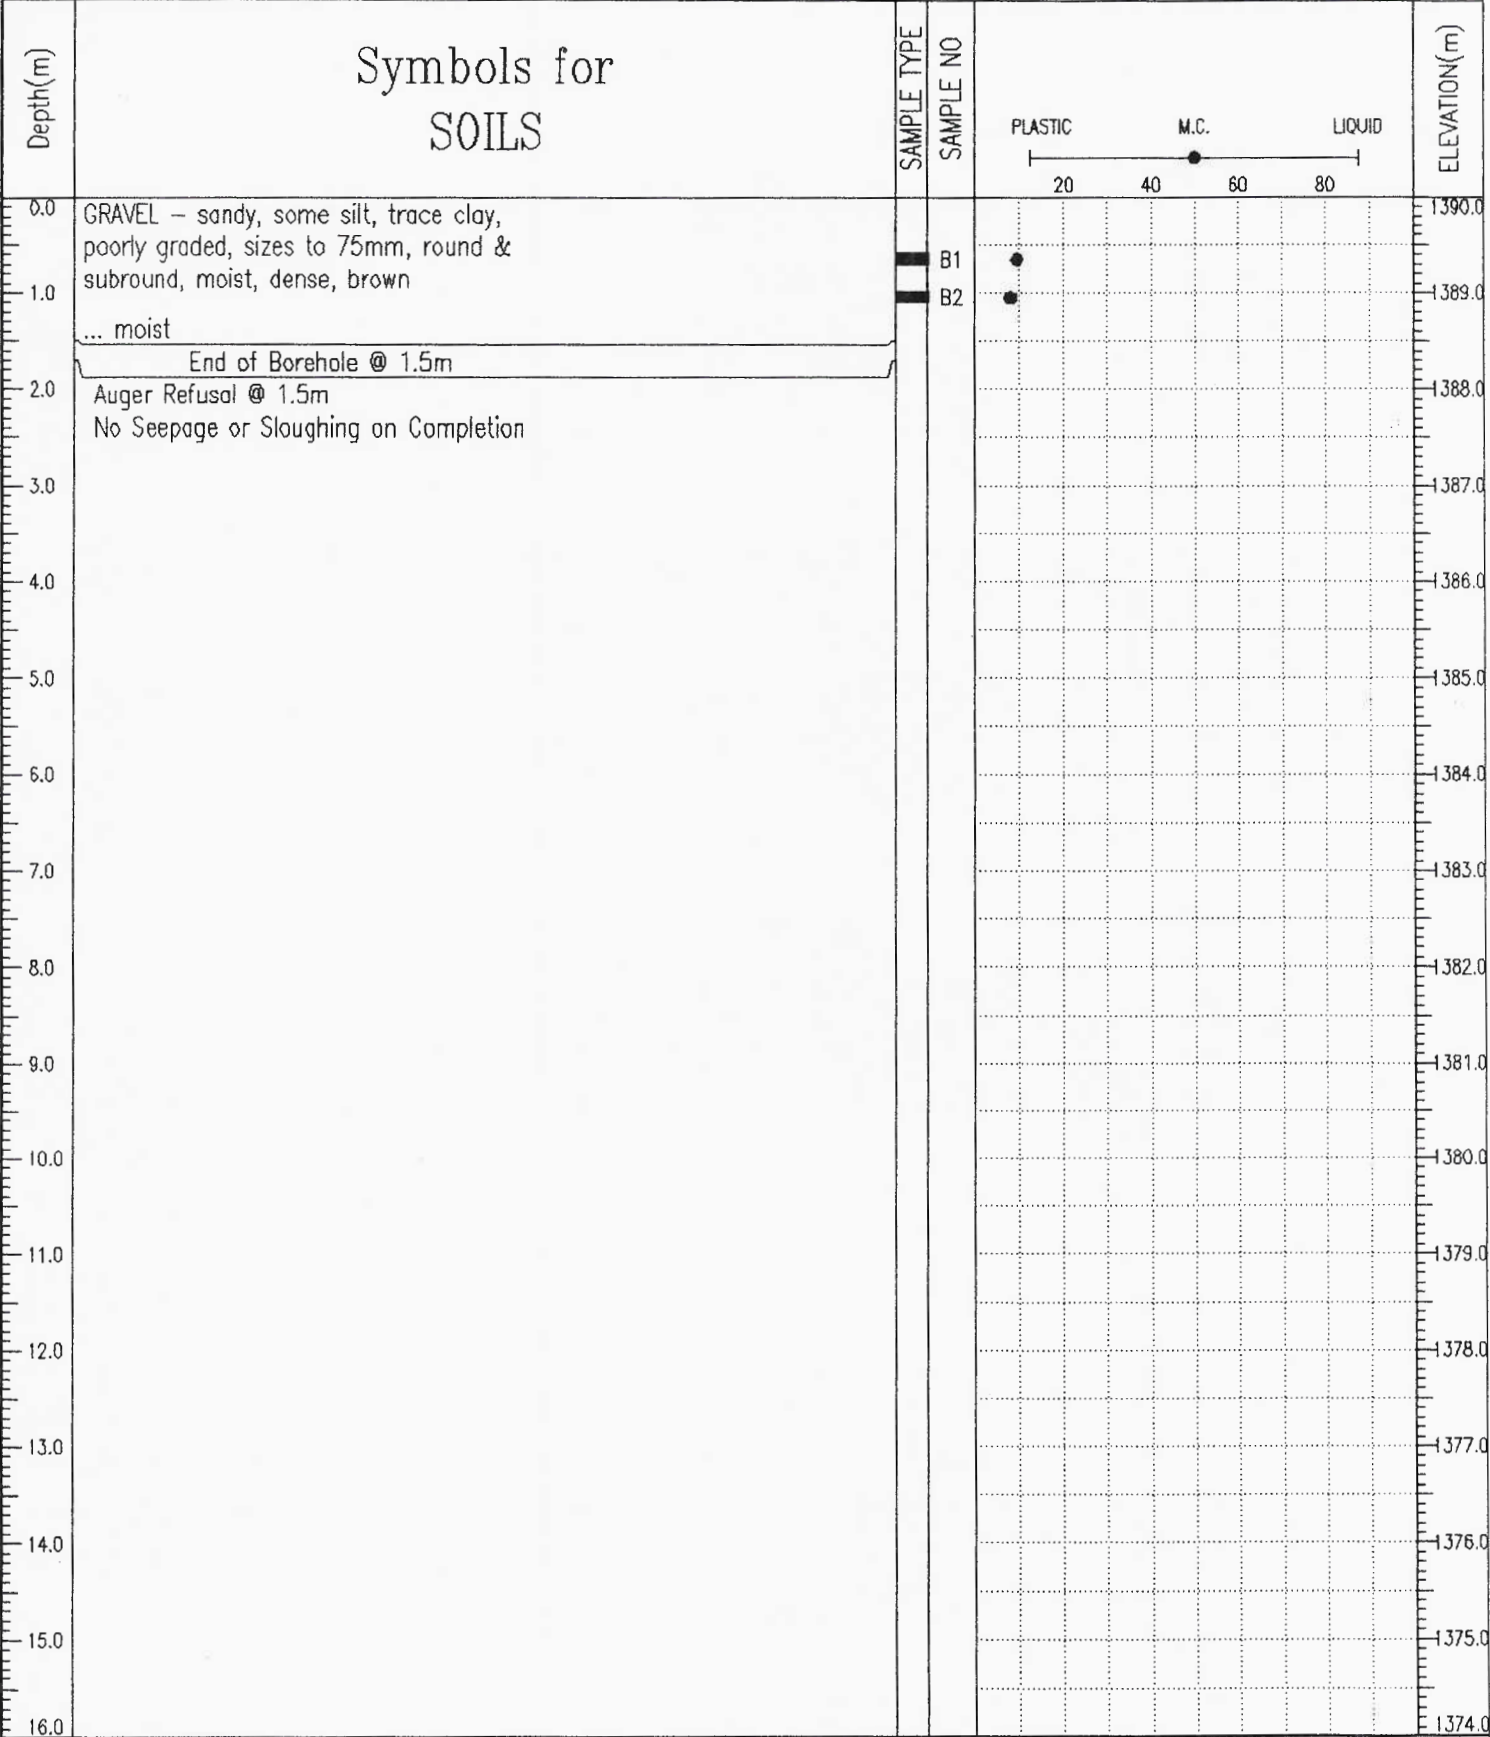 Depth(m)
Symbols for
SOILS
SAMPLE TYPE
SAMPLE NO
PLASTIC M.C. LIQUID
20 40 60 80
ELEVATION(m)
0.0 GRAVEL – sandy, some silt, trace clay, 1390.0
poorly graded, sizes to 75mm, round &
B1
subround, moist, dense, brown
1.0 B2 1389.0
... moist
End of Borehole @ 1.5m
2.0 Auger Refusal @ 1.5m 1388.0
No Seepage or Sloughing on Completion
3.0 1387.0
4.0 1386.0
5.0 1385.0
6.0 1384.0
7.0 1383.0
8.0 1382.0
9.0 1381.0
10.0 1380.0
11.0 1379.0
12.0 1378.0
13.0 1377.0
14.0 1376.0
15.0 1375.0
16.0 1374.0